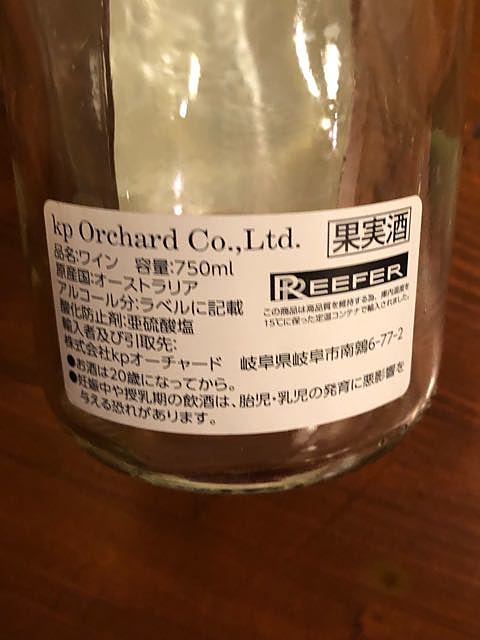 kp Orchard Co.,Ltd.
果実酒
品名:ワイン 容量:750ml
原産国:オーストラリア
アルコール分:ラベルに記載
酸化防止剤:亜硫酸塩
REEFER
この商品は高品質を維持する為、庫内温度を
15℃に保った定温コンテナで輸入されました。
輸入者及び引取先:
株式会社kpオーチャード 岐阜県岐阜市南鶉6-77-2
●お酒は20歳になってから。
●妊娠中や授乳期の飲酒は、胎児・乳児の発育に悪影響を
与える恐れがあります。